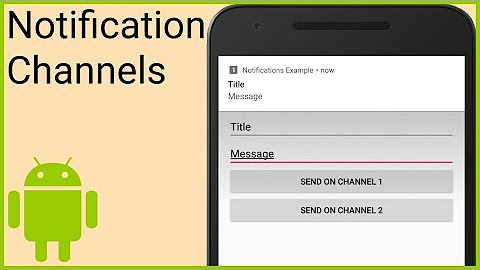 Notification
Channels
1 Notifications Example • now
Title
Message
Title
Message
SEND ON CHANNEL 1
SEND ON CHANNEL 2